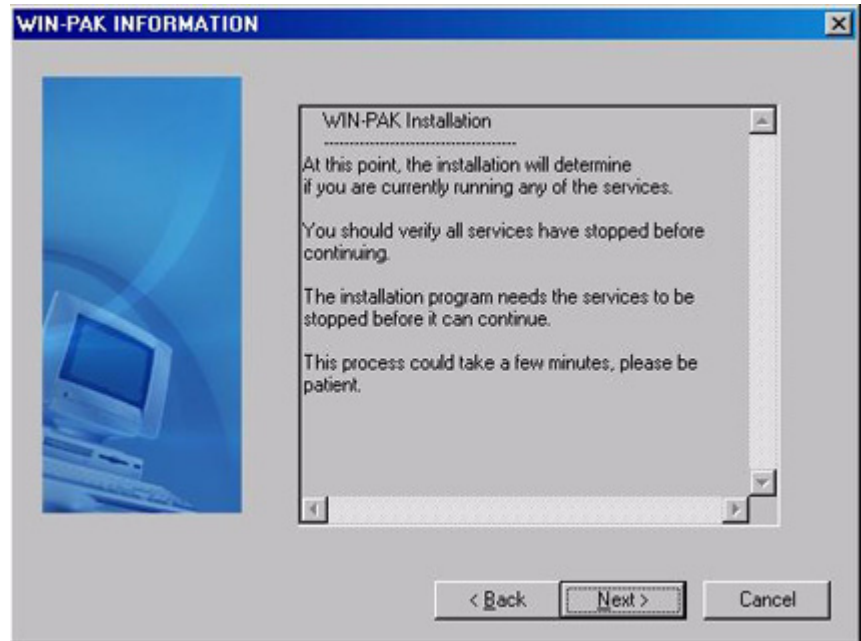 WIN-PAK INFORMATION
WIN-PAK Installation
----------------------------------------
At this point, the installation will determine
if you are currently running any of the services.
You should verify all services have stopped before
continuing.
The installation program needs the services to be
stopped before it can continue.
This process could take a few minutes, please be
patient.
< Back
Next >
Cancel